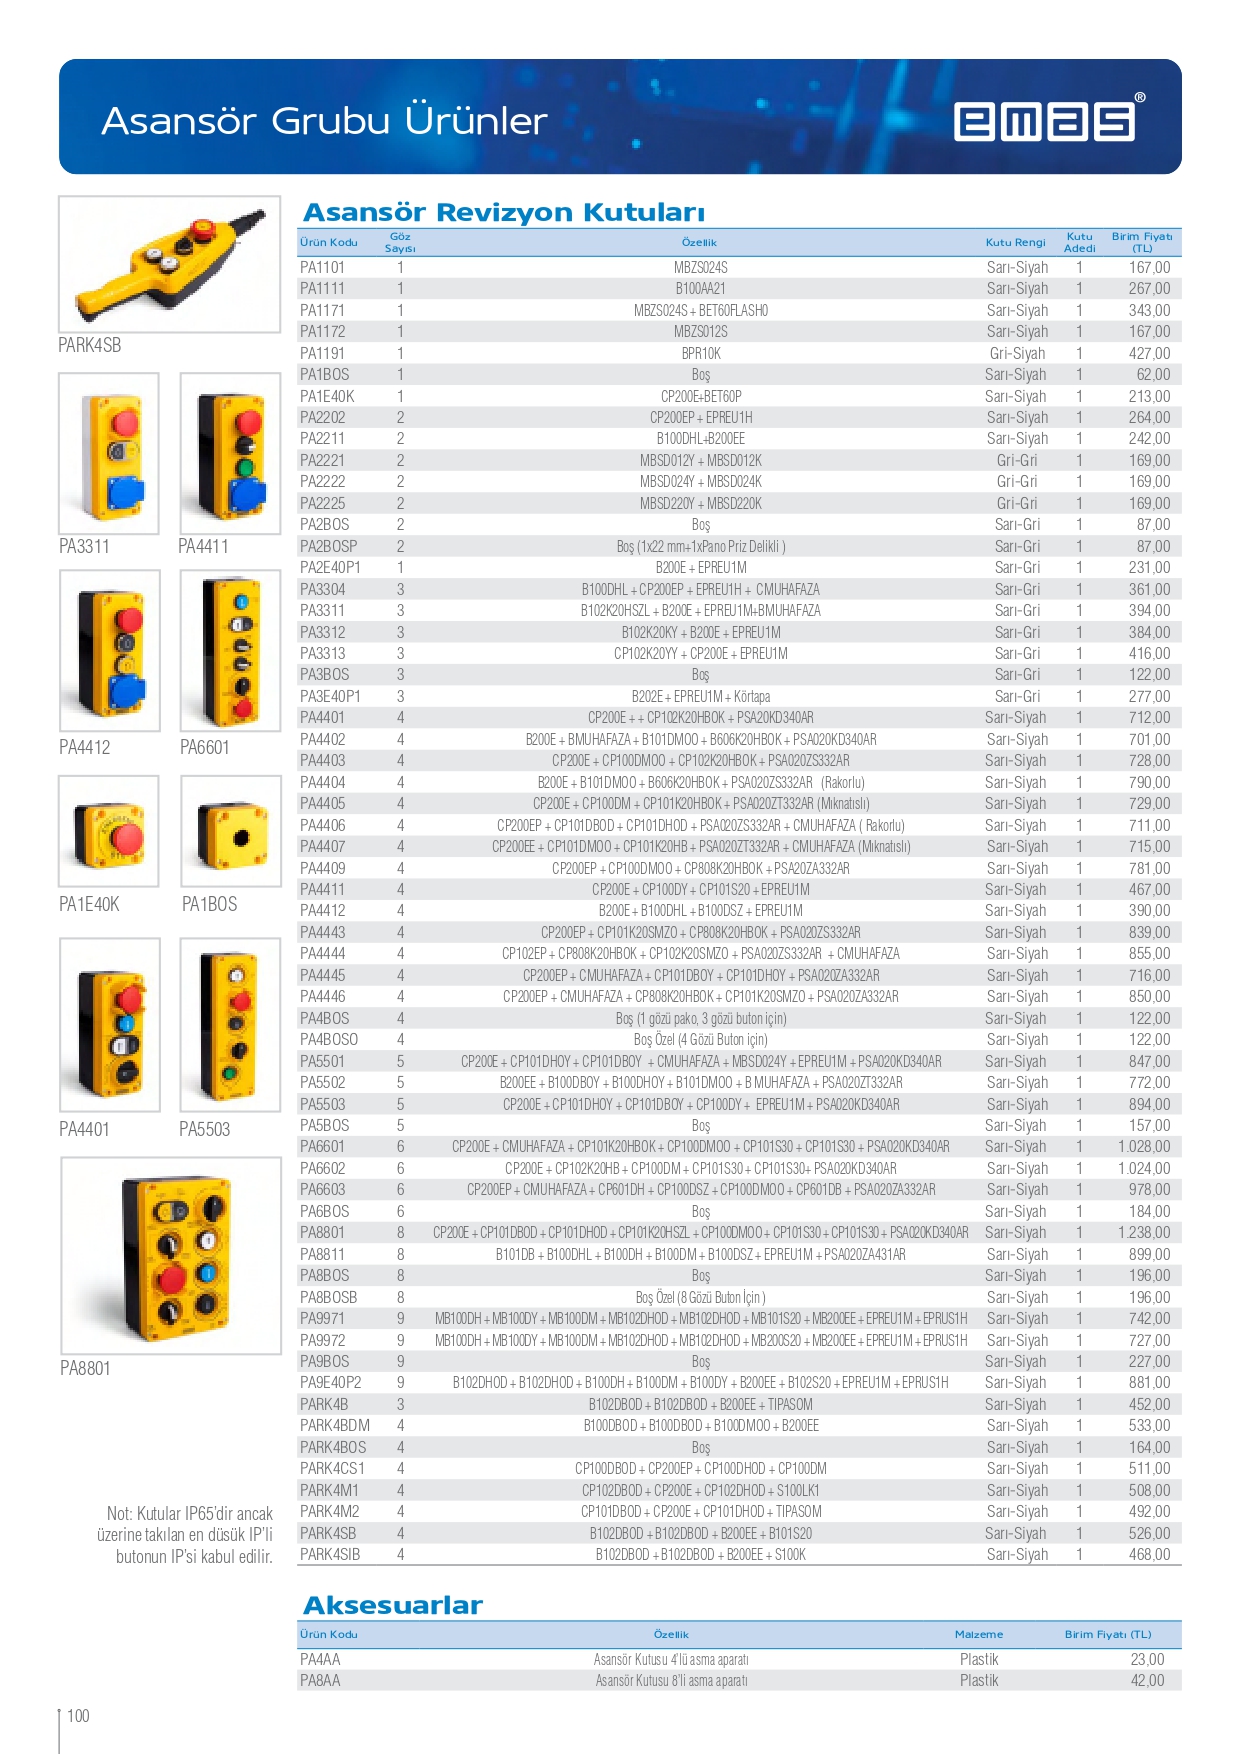 Asansör Grubu Ürünler
emas®
PARK4SB
PA3311 PA4411
PA4412 PA6601
PA1E40K PA1BOS
PA4401 PA5503
PA8801
Not: Kutular IP65'dir ancak
üzerine takılan en düsük IP'li
butonun IP'si kabul edilir.
Asansör Revizyon Kutuları
Ürün Kodu Göz Sayısı Özellik Kutu Rengi Kutu Adedi Birim Fiyatı (TL)
PA1101 1 MBZS024S Sarı-Siyah 1 167,00
PA1111 1 B100AA21 Sarı-Siyah 1 267,00
PA1171 1 MBZS024S + BET60FLASH0 Sarı-Siyah 1 343,00
PA1172 1 MBZS012S Sarı-Siyah 1 167,00
PA1191 1 BPR10K Gri-Siyah 1 427,00
PA1BOS 1 Boş Sarı-Siyah 1 62,00
PA1E40K 1 CP200E+BET60P Sarı-Siyah 1 213,00
PA2202 2 CP200EP + EPREU1H Sarı-Siyah 1 264,00
PA2211 2 B100DHL+B200EE Sarı-Siyah 1 242,00
PA2221 2 MBSD012Y + MBSD012K Gri-Gri 1 169,00
PA2222 2 MBSD024Y + MBSD024K Gri-Gri 1 169,00
PA2225 2 MBSD220Y + MBSD220K Gri-Gri 1 169,00
PA2BOS 2 Boş Sarı-Gri 1 87,00
PA2BOSP 2 Boş (1x22 mm+1xPano Priz Delikli ) Sarı-Gri 1 87,00
PA2E40P1 1 B200E + EPREU1M Sarı-Gri 1 231,00
PA3304 3 B100DHL + CP200EP + EPREU1H + CMUHAFAZA Sarı-Gri 1 361,00
PA3311 3 B102K20HSZL + B200E + EPREU1M+BMUHAFAZA Sarı-Gri 1 394,00
PA3312 3 B102K20KY + B200E + EPREU1M Sarı-Gri 1 384,00
PA3313 3 CP102K20YY + CP200E + EPREU1M Sarı-Gri 1 416,00
PA3BOS 3 Boş Sarı-Gri 1 122,00
PA3E40P1 3 B202E + EPREU1M + Körtapa Sarı-Gri 1 277,00
PA4401 4 CP200E + + CP102K20HBOK + PSA20KD340AR Sarı-Siyah 1 712,00
PA4402 4 B200E + BMUHAFAZA + B101DMOO + B606K20HBOK + PSA020KD340AR Sarı-Siyah 1 701,00
PA4403 4 CP200E + CP100DMOO + CP102K20HBOK + PSA020ZS332AR Sarı-Siyah 1 728,00
PA4404 4 B200E + B101DMOO + B606K20HBOK + PSA020ZS332AR (Rakorlu) Sarı-Siyah 1 790,00
PA4405 4 CP200E + CP100DM + CP101K20HBOK + PSA020ZT332AR (Mıknatıslı) Sarı-Siyah 1 729,00
PA4406 4 CP200EP + CP101DBOD + CP101DHOD + PSA020ZS332AR + CMUHAFAZA ( Rakorlu) Sarı-Siyah 1 711,00
PA4407 4 CP200EE + CP101DMOO + CP101K20HB + PSA020ZT332AR + CMUHAFAZA (Mıknatıslı) Sarı-Siyah 1 715,00
PA4409 4 CP200EP + CP100DMOO + CP808K20HBOK + PSA20ZA332AR Sarı-Siyah 1 781,00
PA4411 4 CP200E + CP100DY + CP101S20 + EPREU1M Sarı-Siyah 1 467,00
PA4412 4 B200E + B100DHL + B100DSZ + EPREU1M Sarı-Siyah 1 390,00
PA4443 4 CP200EP + CP101K20SMZO + CP808K20HBOK + PSA020ZS332AR Sarı-Siyah 1 839,00
PA4444 4 CP102EP + CP808K20HBOK + CP102K20SMZO + PSA020ZS332AR + CMUHAFAZA Sarı-Siyah 1 855,00
PA4445 4 CP200EP + CMUHAFAZA + CP101DBOY + CP101DHOY + PSA020ZA332AR Sarı-Siyah 1 716,00
PA4446 4 CP200EP + CMUHAFAZA + CP808K20HBOK + CP101K20SMZO + PSA020ZA332AR Sarı-Siyah 1 850,00
PA4BOS 4 Boş (1 gözü pako, 3 gözü buton için) Sarı-Siyah 1 122,00
PA4BOSO 4 Boş Özel (4 Gözü Buton için) Sarı-Siyah 1 122,00
PA5501 5 CP200E + CP101DHOY + CP101DBOY + CMUHAFAZA + MBSD024Y + EPREU1M + PSA020KD340AR Sarı-Siyah 1 847,00
PA5502 5 B200EE + B100DBOY + B100DHOY + B101DMOO + B MUHAFAZA + PSA020ZT332AR Sarı-Siyah 1 772,00
PA5503 5 CP200E + CP101DHOY + CP101DBOY + CP100DY + EPREU1M + PSA020KD340AR Sarı-Siyah 1 894,00
PA5BOS 5 Boş Sarı-Siyah 1 157,00
PA6601 6 CP200E + CMUHAFAZA + CP101K20HBOK + CP100DMOO + CP101S30 + CP101S30 + PSA020KD340AR Sarı-Siyah 1 1.028,00
PA6602 6 CP200E + CP102K20HB + CP100DM + CP101S30 + CP101S30+ PSA020KD340AR Sarı-Siyah 1 1.024,00
PA6603 6 CP200EP + CMUHAFAZA + CP601DH + CP100DSZ + CP100DMOO + CP601DB + PSA020ZA332AR Sarı-Siyah 1 978,00
PA6BOS 6 Boş Sarı-Siyah 1 184,00
PA8801 8 CP200E + CP101DBOD + CP101DHOD + CP101K20HSZL + CP100DMOO + CP101S30 + CP101S30 + PSA020KD340AR Sarı-Siyah 1 1.238,00
PA8811 8 B101DB + B100DHL + B100DH + B100DM + B100DSZ + EPREU1M + PSA020ZA431AR Sarı-Siyah 1 899,00
PA8BOS 8 Boş Sarı-Siyah 1 196,00
PA8BOSB 8 Boş Özel (8 Gözü Buton İçin ) Sarı-Siyah 1 196,00
PA9971 9 MB100DH + MB100DY + MB100DM + MB102DHOD + MB102DHOD + MB101S20 + MB200EE + EPREU1M + EPRUS1H Sarı-Siyah 1 742,00
PA9972 9 MB100DH + MB100DY + MB100DM + MB102DHOD + MB102DHOD + MB200S20 + MB200EE + EPREU1M + EPRUS1H Sarı-Siyah 1 727,00
PA9BOS 9 Boş Sarı-Siyah 1 227,00
PA9E40P2 9 B102DHOD + B102DHOD + B100DH + B100DM + B100DY + B200EE + B102S20 + EPREU1M + EPRUS1H Sarı-Siyah 1 881,00
PARK4B 3 B102DBOD + B102DBOD + B200EE + TIPASOM Sarı-Siyah 1 452,00
PARK4BDM 4 B100DBOD + B100DBOD + B100DMOO + B200EE Sarı-Siyah 1 533,00
PARK4BOS 4 Boş Sarı-Siyah 1 164,00
PARK4CS1 4 CP100DBOD + CP200EP + CP100DHOD + CP100DM Sarı-Siyah 1 511,00
PARK4M1 4 CP102DBOD + CP200E + CP102DHOD + S100LK1 Sarı-Siyah 1 508,00
PARK4M2 4 CP101DBOD + CP200E + CP101DHOD + TIPASOM Sarı-Siyah 1 492,00
PARK4SB 4 B102DBOD + B102DBOD + B200EE + B101S20 Sarı-Siyah 1 526,00
PARK4SIB 4 B102DBOD + B102DBOD + B200EE + S100K Sarı-Siyah 1 468,00
Aksesuarlar
Ürün Kodu Özellik Malzeme Birim Fiyatı (TL)
PA4AA Asansör Kutusu 4'lü asma aparatı Plastik 23,00
PA8AA Asansör Kutusu 8'li asma aparatı Plastik 42,00
100